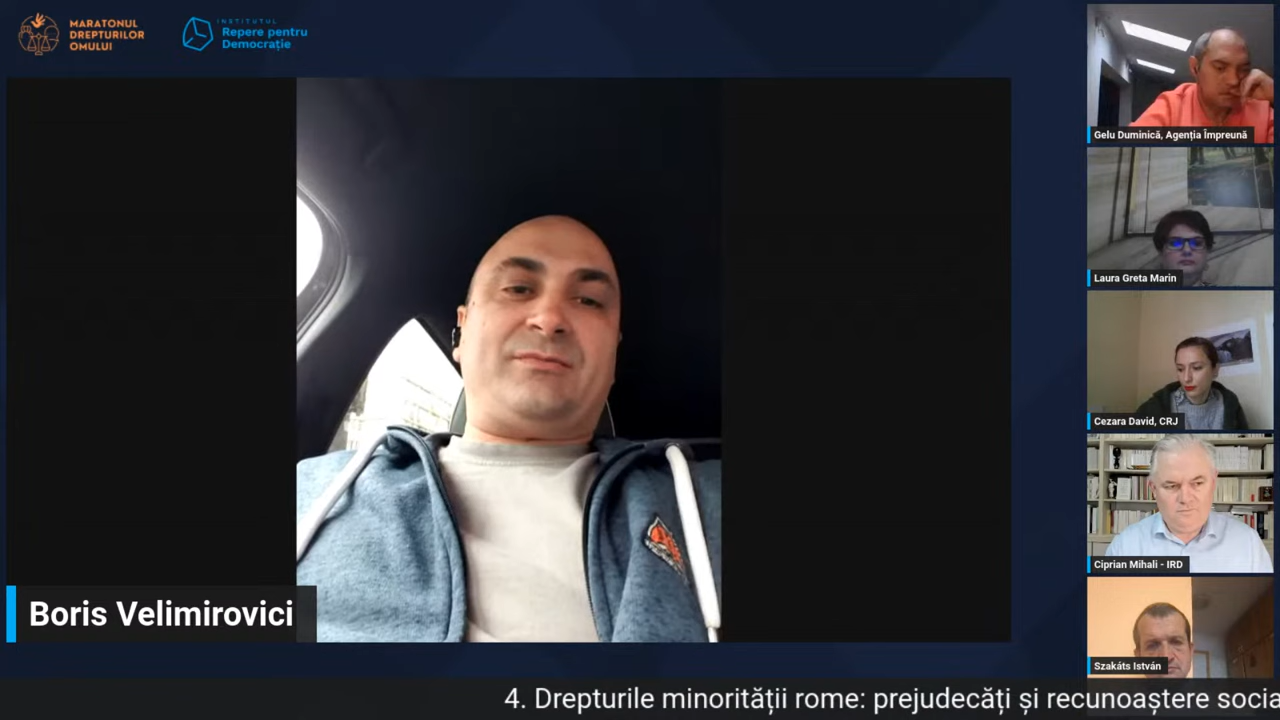 MARATONUL
DREPTURILOR
OMULUI
INSTITUTUL
Repere pentru
Democrație
Gelu Duminică, Agenția Împreună
Laura Greta Marin
Cezara David, CRJ
Ciprian Mihali - IRD
Szakáts István
Boris Velimirovici
4. Drepturile minorității rome: prejudecăți și recunoaștere socia